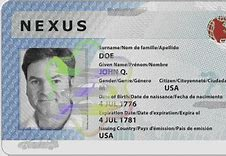 NEXUS
Surname/Nom de famille/Apellido
DOE
Given Name/Prénom/Nombre
JOHN Q.
Gender/Genre/Género Citizen/Citoyenneté/Ciudadanía
USA
Date of Birth/Date de naissance/Fecha de nacimiento
4 JUL 1776
Expiration Date/Date d'expiration/Expira el
4 JUL 1781
Issuing Country/Pays d'émission/País de emisión
USA